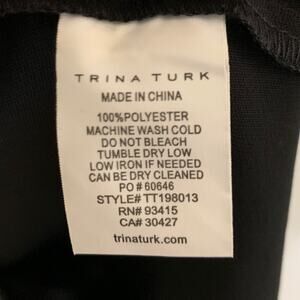 TRINA TURK
MADE IN CHINA
100%POLYESTER
MACHINE WASH COLD
DO NOT BLEACH
TUMBLE DRY LOW
LOW IRON IF NEEDED
CAN BE DRY CLEANED
PO#60646
STYLE# TT198013
RN# 93415
CA# 30427
trinaturk.com